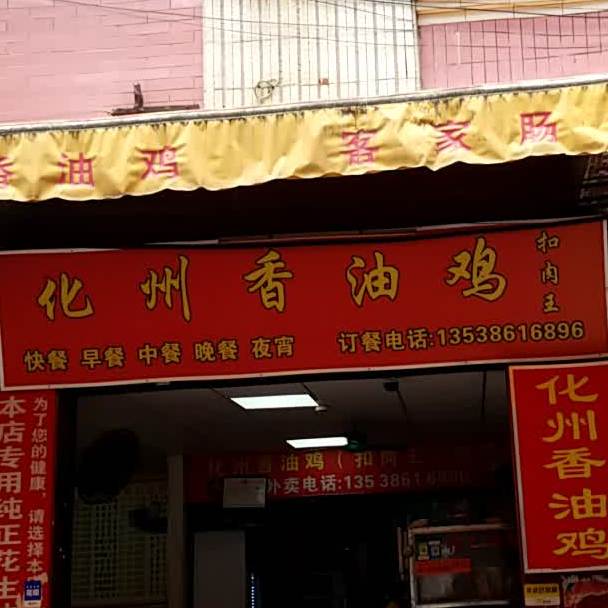 香油鸡 客家肠
化州香油鸡
扣肉王
快餐 早餐 中餐 晚餐 夜宵 订餐电话:13538616896
为了您的健康，请选择本
本店专用纯正花生
化州香油鸡（扣肉王
外卖电话:13538616896
化州香油鸡